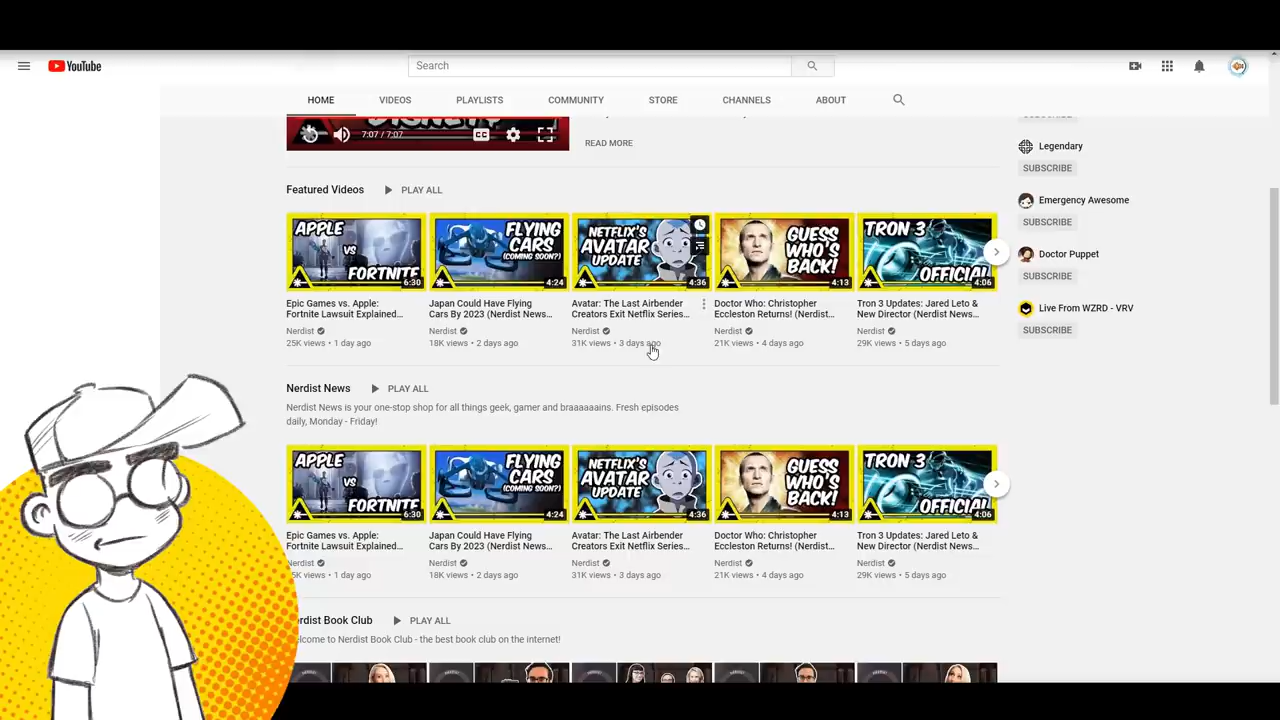 YouTube
Search
HOME VIDEOS PLAYLISTS COMMUNITY STORE CHANNELS ABOUT
7:07 / 7:07
CC
READ MORE
Legendary
SUBSCRIBE
Emergency Awesome
SUBSCRIBE
Doctor Puppet
SUBSCRIBE
Live From WZRD - VRV
SUBSCRIBE
Featured Videos PLAY ALL
APPLE
VS
FORTNITE
6:30
FLYING
CARS
(COMING SOON?)
4:24
NETFLIX'S
AVATAR
UPDATE
4:36
GUESS
WHO'S
BACK!
4:13
TRON 3
OFFICIAL
4:06
Epic Games vs. Apple:
Fortnite Lawsuit Explained...
Nerdist
25K views • 1 day ago
Japan Could Have Flying
Cars By 2023 (Nerdist News...
Nerdist
18K views • 2 days ago
Avatar: The Last Airbender
Creators Exit Netflix Series...
Nerdist
31K views • 3 days ago
Doctor Who: Christopher
Eccleston Returns! (Nerdist...
Nerdist
21K views • 4 days ago
Tron 3 Updates: Jared Leto &
New Director (Nerdist News...
Nerdist
29K views • 5 days ago
Nerdist News PLAY ALL
Nerdist News is your one-stop shop for all things geek, gamer and braaaaaains. Fresh episodes
daily, Monday - Friday!
APPLE
VS
FORTNITE
6:30
FLYING
CARS
(COMING SOON?)
4:24
NETFLIX'S
AVATAR
UPDATE
4:36
GUESS
WHO'S
BACK!
4:13
TRON 3
OFFICIAL
4:06
Epic Games vs. Apple:
Fortnite Lawsuit Explained...
Nerdist
5K views • 1 day ago
Japan Could Have Flying
Cars By 2023 (Nerdist News...
Nerdist
18K views • 2 days ago
Avatar: The Last Airbender
Creators Exit Netflix Series...
Nerdist
31K views • 3 days ago
Doctor Who: Christopher
Eccleston Returns! (Nerdist...
Nerdist
21K views • 4 days ago
Tron 3 Updates: Jared Leto &
New Director (Nerdist News...
Nerdist
29K views • 5 days ago
erdist Book Club PLAY ALL
elcome to Nerdist Book Club - the best book club on the internet!